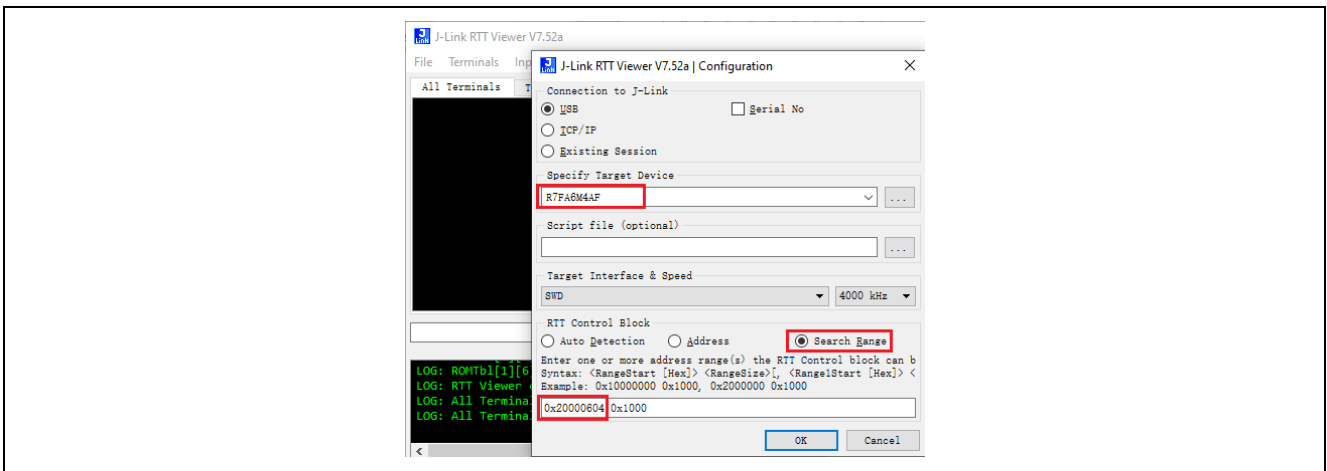 J-Link RTT Viewer V7.52a
File Terminals Inp
J-Link RTT Viewer V7.52a | Configuration
All Terminals T
Connection to J-Link
USB Serial No
TCP/IP
Existing Session
Specify Target Device
R7FA6M4AF ...
Script file (optional)
...
Target Interface & Speed
SWD 4000 kHz
RTT Control Block
Auto Detection Address Search Range
Enter one or more address range(s) the RTT Control block can b
Syntax: <RangeStart [Hex]> <RangeSize>[, <Range1Start [Hex]> <
Example: 0x10000000 0x1000, 0x2000000 0x1000
LOG: ROMTbl[1][6
LOG: RTT Viewer
LOG: All Termina
LOG: All Termina
0x20000604 0x1000
OK Cancel